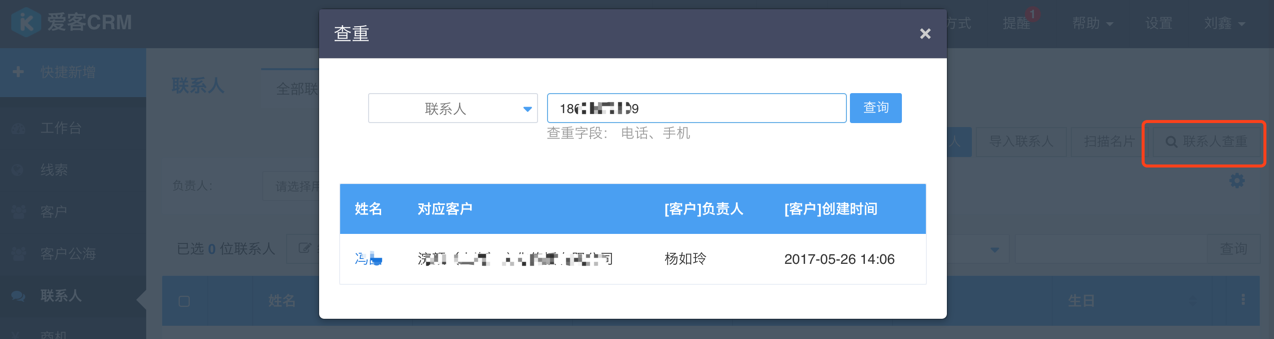 爱客CRM
方式
提醒
1
帮助
设置
刘鑫
查重
×
快捷新增
联系人
全部联
联系人
186
9
查询
查重字段： 电话、手机
人
导入联系人
扫描名片
联系人查重
工作台
线索
负责人：
请选择
姓名
对应客户
[客户]负责人
[客户]创建时间
客户
冯
公司
杨如玲
2017-05-26 14:06
客户公海
已选 0 位联系人
查询
联系人
姓名
生日
商机